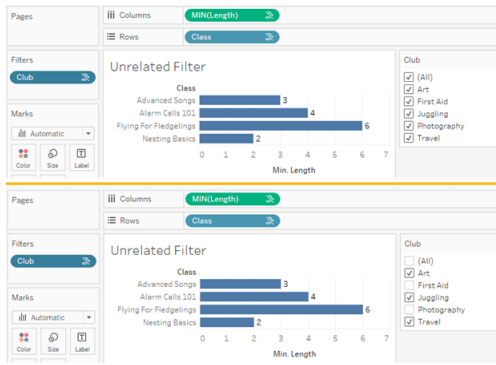 Pages
Columns
MIN(Length)
Rows
Class
Filters
Club
Marks
Automatic
Color
Size
Label
Unrelated Filter
Class
Advanced Songs
3
Alarm Calls 101
4
Flying For Fledgelings
6
Nesting Basics
2
0 1 2 3 4 5 6 7
Min. Length
Club
(All)
Art
First Aid
Juggling
Photography
Travel
Pages
Columns
MIN(Length)
Rows
Class
Filters
Club
Marks
Automatic
Color
Size
Label
Unrelated Filter
Class
Advanced Songs
3
Alarm Calls 101
4
Flying For Fledgelings
6
Nesting Basics
2
0 1 2 3 4 5 6 7
Min. Length
Club
(All)
Art
First Aid
Juggling
Photography
Travel